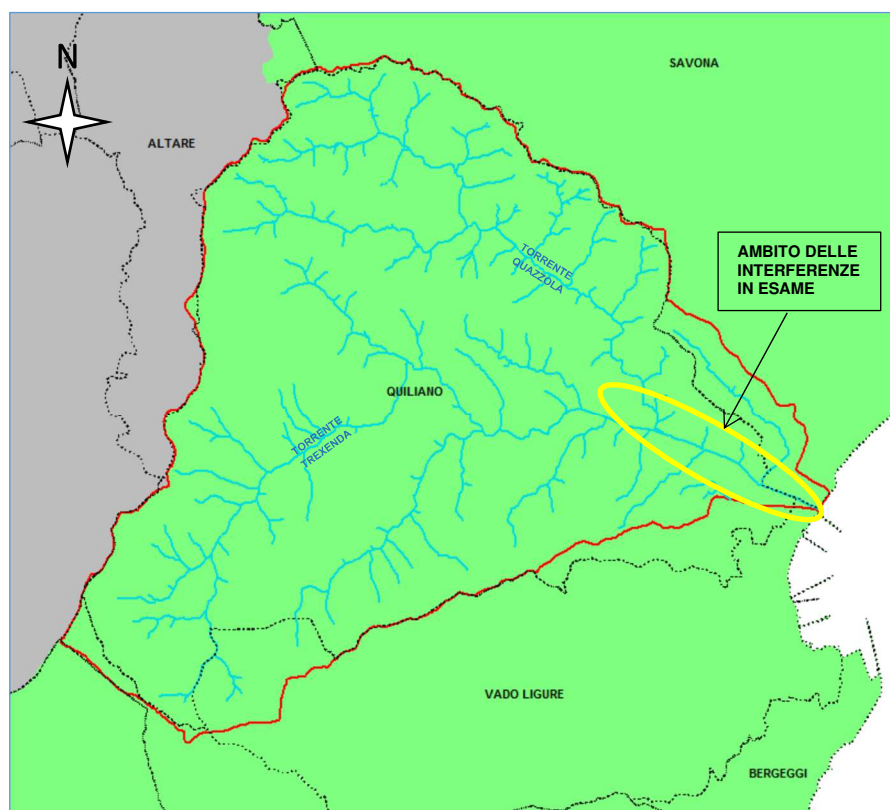 N
SAVONA
ALTARE
TORRENTE
QUAZZOLA
AMBITO DELLE
INTERFERENZE
IN ESAME
QUILIANO
TORRENTE
TREXENDA
VADO LIGURE
BERGEGGI